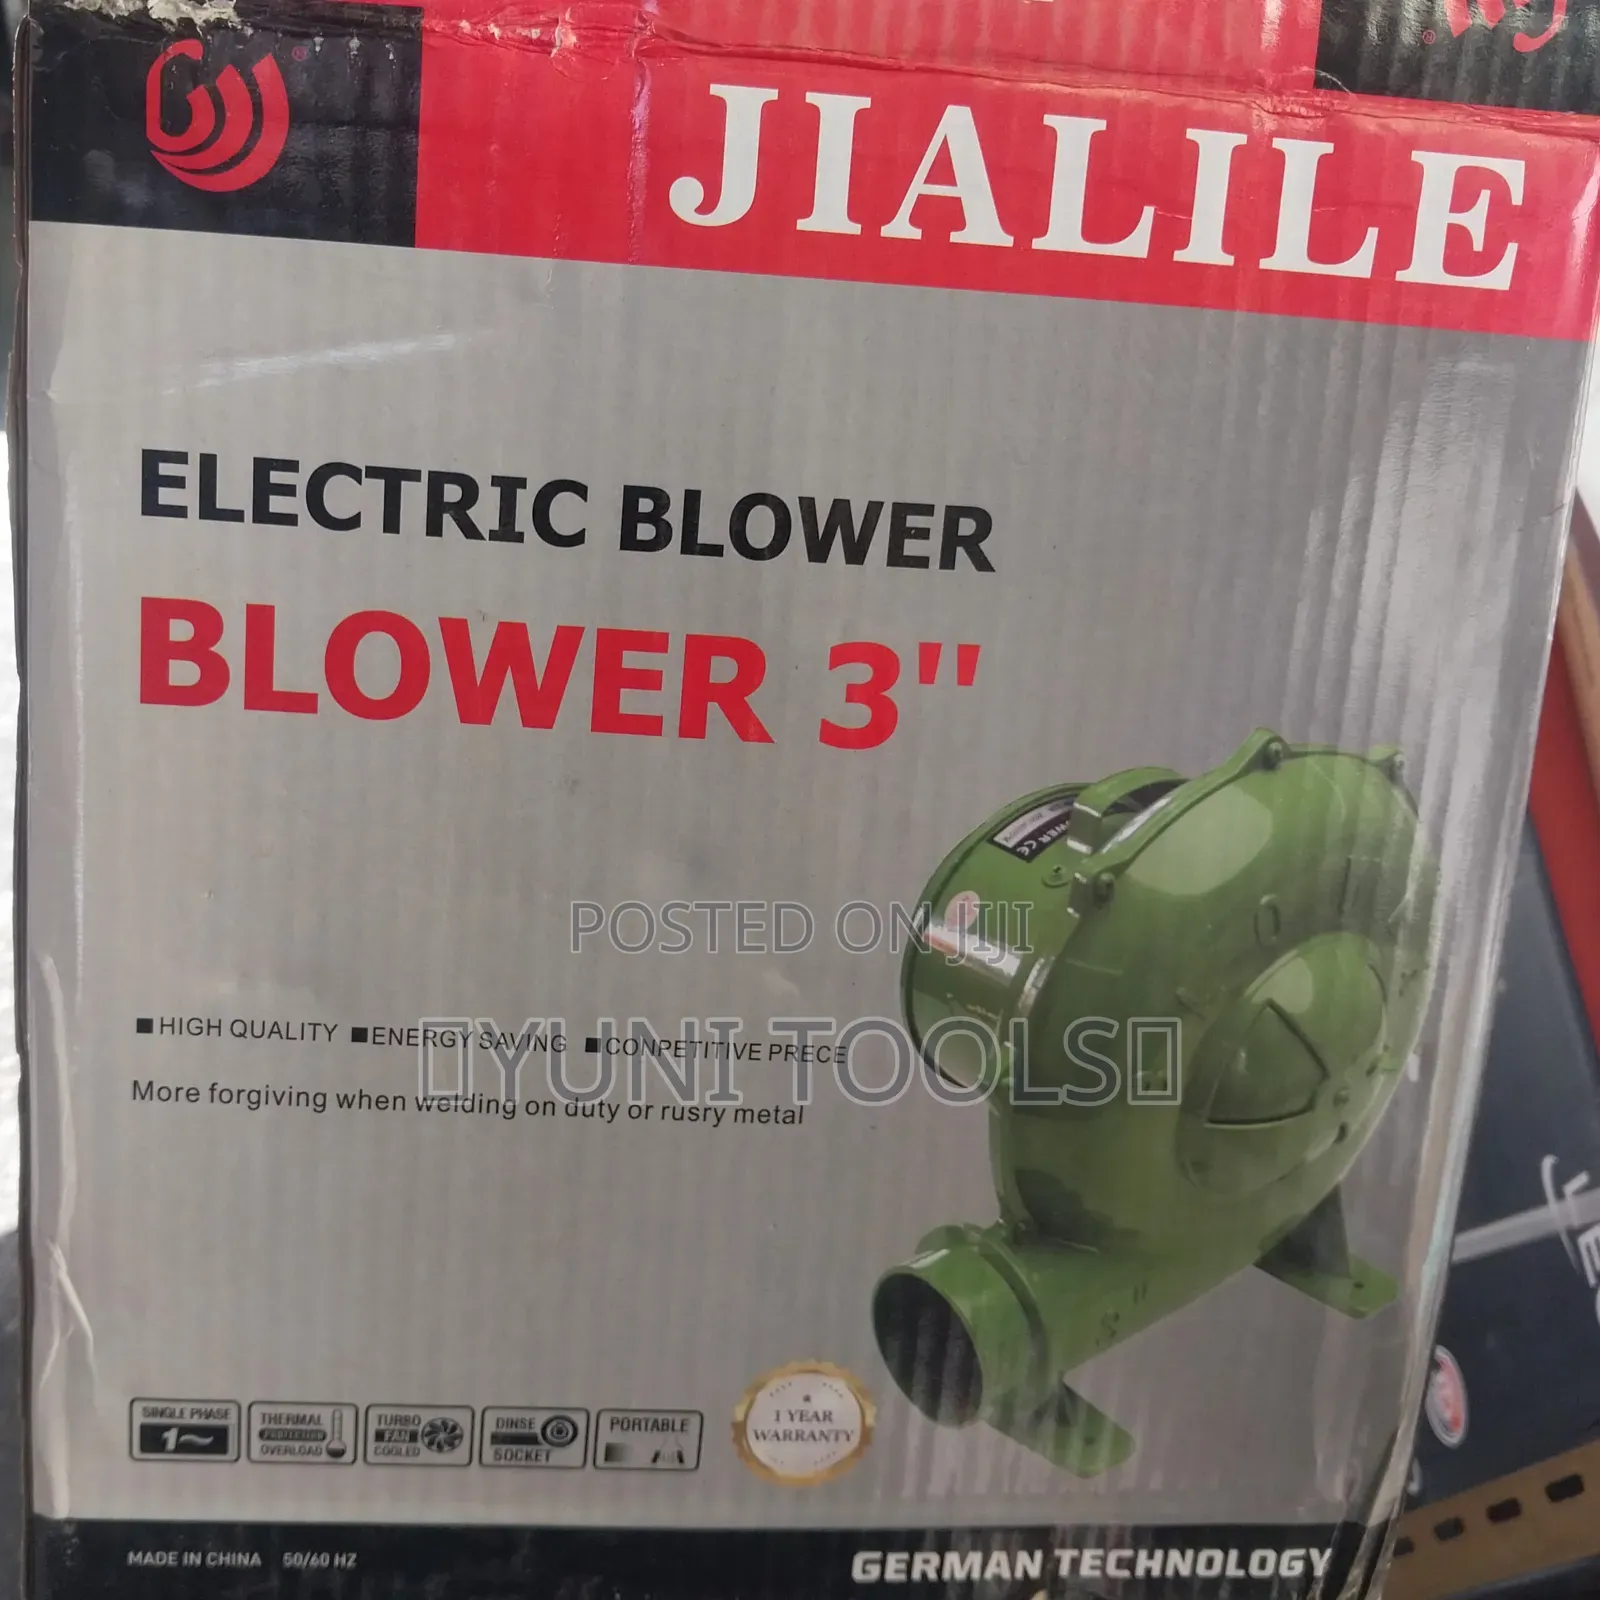 JIALILE
ELECTRIC BLOWER
BLOWER 3"
POSTED ON JIJI
■HIGH QUALITY ■ENERGY SAVING ■CONPETITIVE PRECE
YUNI TOOLS
More forgiving when welding on duty or rusry metal
SINGLE PHASE
1~
THERMAL
PROTECTION
OVERLOAD
TURBO
FAN
COOLED
DINSE
SOCKET
PORTABLE
1 YEAR
WARRANTY
MADE IN CHINA 50/60 HZ
GERMAN TECHNOLOGY